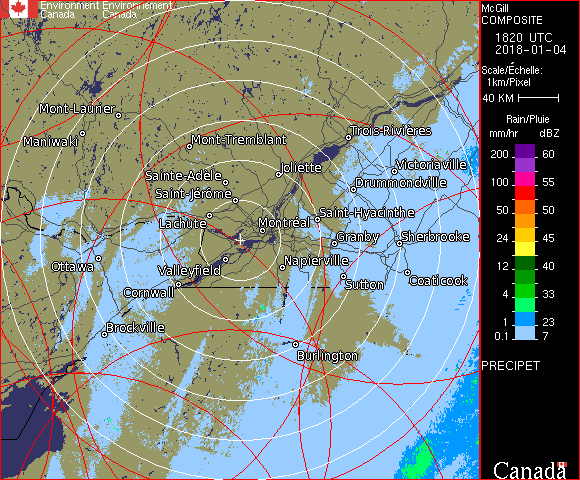 Environment Environnement
Canada Canada
McGill
COMPOSITE
1820 UTC
2018-01-04
Scale/Échelle:
1km/Pixel
40 KM
Rain/Pluie
mm/hr dBZ
200 60
100 55
50 50
24 45
12 40
4 33
1 23
0.1 7
PRECIPET
Canada
Mont-Laurier
Maniwaki
Mont-Tremblant
Trois-Rivières
Sainte-Adèle
Joliette
Victoriaville
Saint-Jérôme
Drummondville
Lachute
Montréal
Saint-Hyacinthe
Granby
Sherbrooke
Ottawa
Valleyfield
Napierville
Cornwall
Sutton
Coaticook
Brockville
Burlington